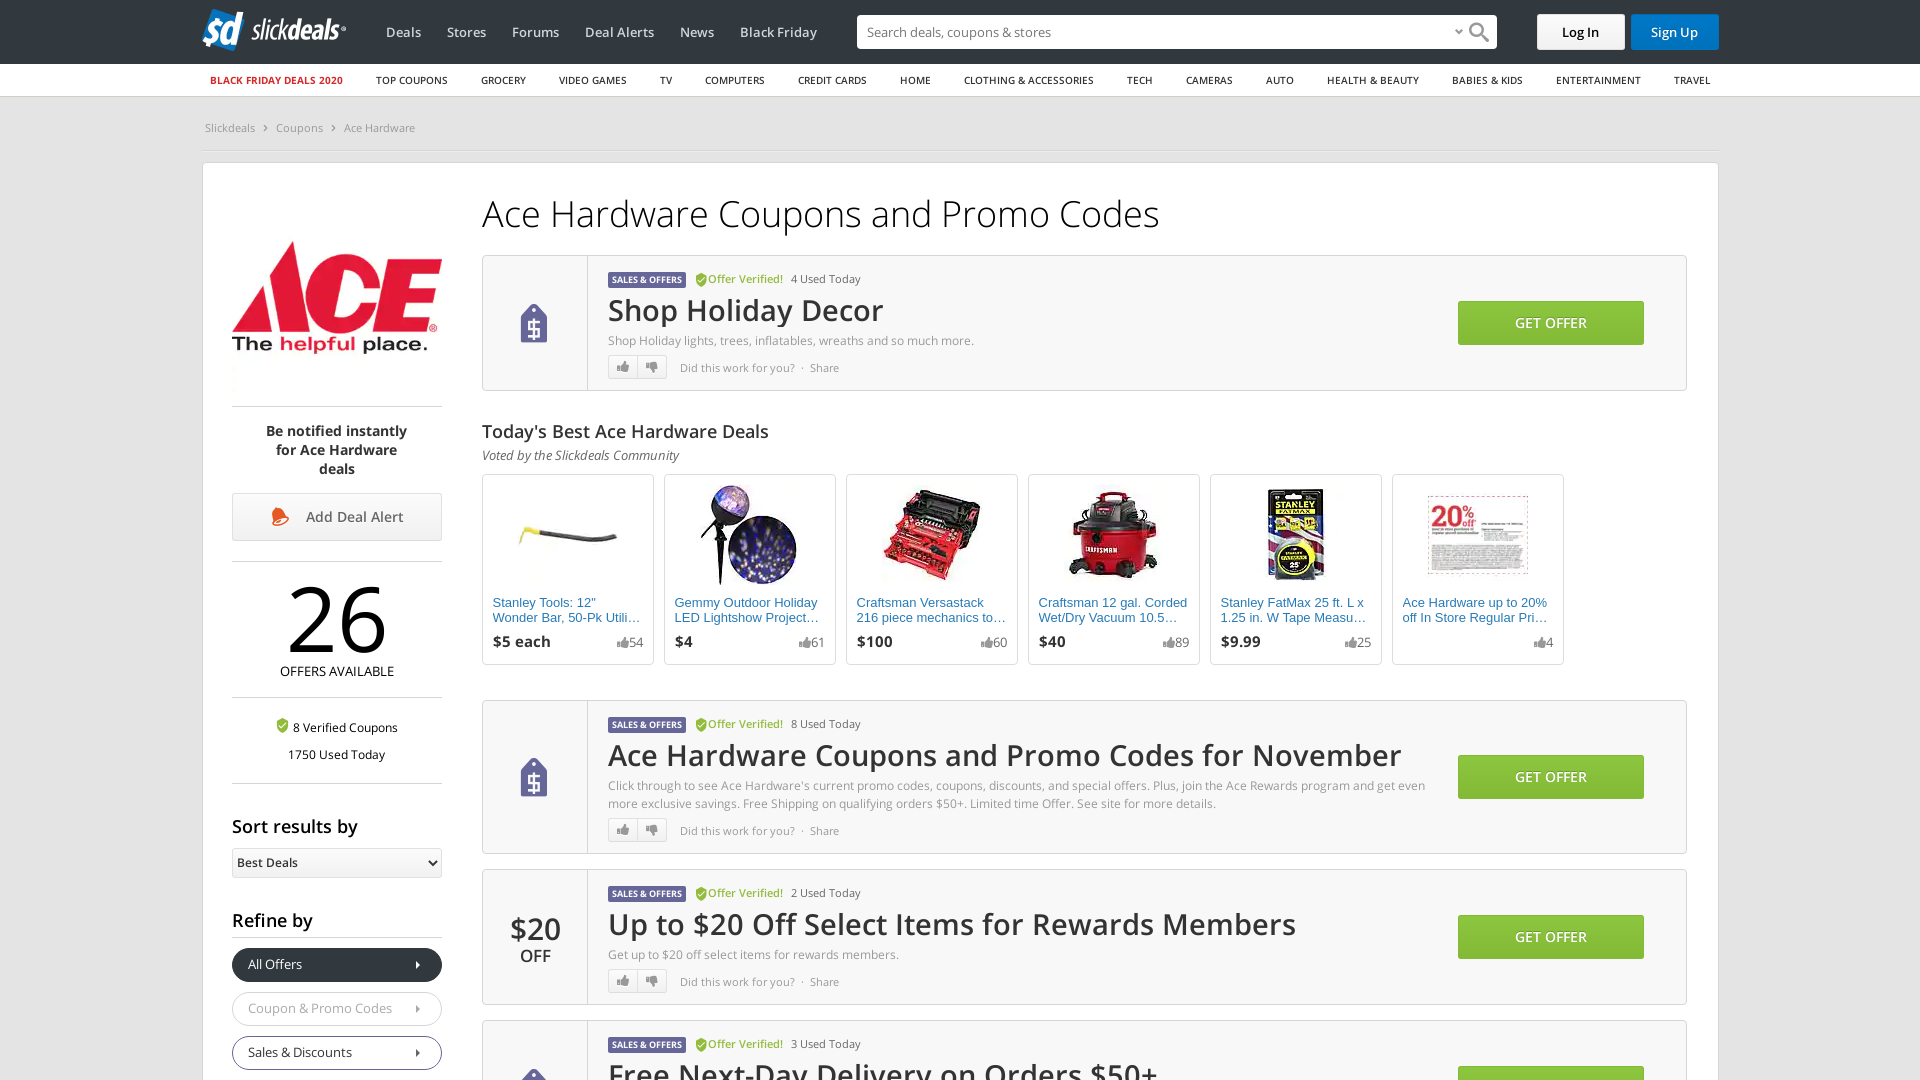 slickdeals
Deals
Stores
Forums
Deal Alerts
News
Black Friday
Search deals, coupons & stores
Log In
Sign Up
BLACK FRIDAY DEALS 2020
TOP COUPONS
GROCERY
VIDEO GAMES
TV
COMPUTERS
CREDIT CARDS
HOME
CLOTHING & ACCESSORIES
TECH
CAMERAS
AUTO
HEALTH & BEAUTY
BABIES & KIDS
ENTERTAINMENT
TRAVEL
Slickdeals > Coupons > Ace Hardware
ACE®
The helpful place.
Be notified instantly
for Ace Hardware
deals
Add Deal Alert
26
OFFERS AVAILABLE
8 Verified Coupons
1750 Used Today
Sort results by
Best Deals
Refine by
All Offers
Coupon & Promo Codes
Sales & Discounts
Ace Hardware Coupons and Promo Codes
SALES & OFFERS Offer Verified! 4 Used Today
Shop Holiday Decor
Shop Holiday lights, trees, inflatables, wreaths and so much more.
Did this work for you? · Share
GET OFFER
Today's Best Ace Hardware Deals
Voted by the Slickdeals Community
Stanley Tools: 12"
Wonder Bar, 50-Pk Utili…
$5 each 54
Gemmy Outdoor Holiday
LED Lightshow Project…
$4 61
Craftsman Versastack
216 piece mechanics to…
$100 60
CRAFTSMAN
Craftsman 12 gal. Corded
Wet/Dry Vacuum 10.5…
$40 89
STANLEY
FATMAX
25'
Stanley FatMax 25 ft. L x
1.25 in. W Tape Measu…
$9.99 25
20%
off
Ace Hardware up to 20%
off In Store Regular Pri…
4
SALES & OFFERS Offer Verified! 8 Used Today
Ace Hardware Coupons and Promo Codes for November
Click through to see Ace Hardware's current promo codes, coupons, discounts, and special offers. Plus, join the Ace Rewards program and get even
more exclusive savings. Free Shipping on qualifying orders $50+. Limited time Offer. See site for more details.
Did this work for you? · Share
GET OFFER
$20
OFF
SALES & OFFERS Offer Verified! 2 Used Today
Up to $20 Off Select Items for Rewards Members
Get up to $20 off select items for rewards members.
Did this work for you? · Share
GET OFFER
SALES & OFFERS Offer Verified! 3 Used Today
Free Next-Day Delivery on Orders $50+